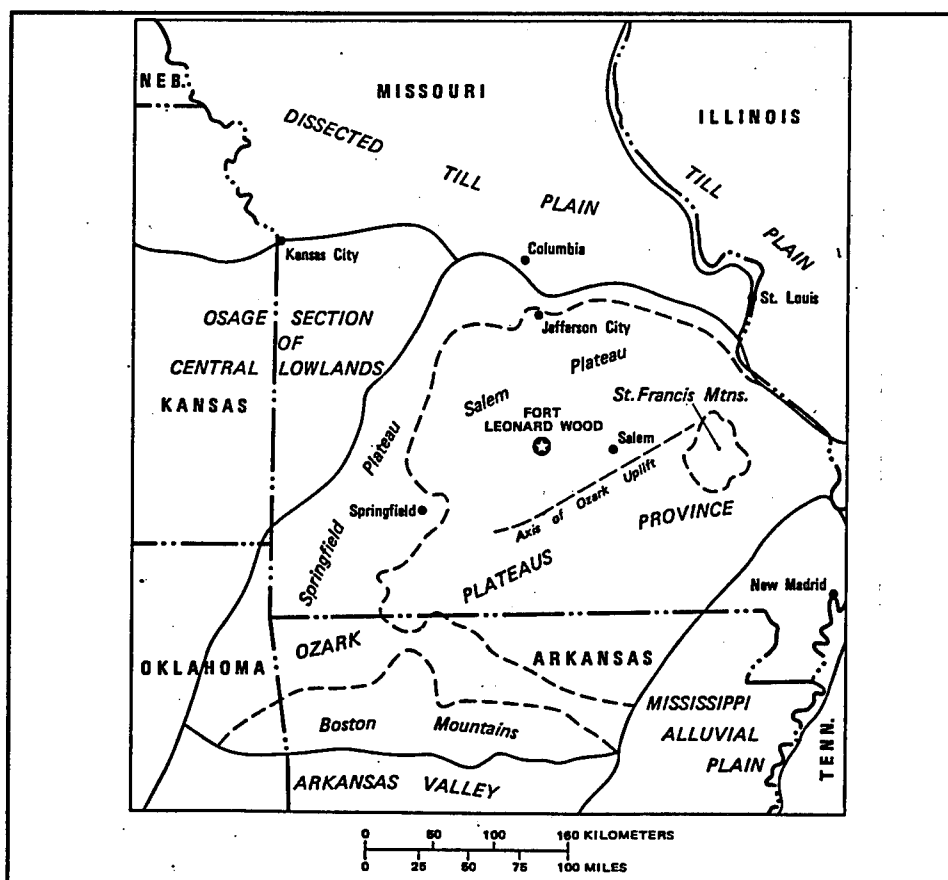 NEB.
MISSOURI
ILLINOIS
DISSECTED TILL PLAIN
TILL PLAIN
Kansas City
Columbia
St. Louis
OSAGE SECTION
OF
CENTRAL LOWLANDS
Jefferson City
KANSAS
Salem Plateau
St. Francis Mtns.
FORT
LEONARD WOOD
Salem
Axis of Ozark Uplift
Springfield Plateau
Springfield
OZARK PLATEAUS PROVINCE
New Madrid
OKLAHOMA
ARKANSAS
MISSISSIPPI
ALLUVIAL
PLAIN
Boston Mountains
TENN.
ARKANSAS VALLEY
0 50 100 160 KILOMETERS
0 25 50 75 100 MILES